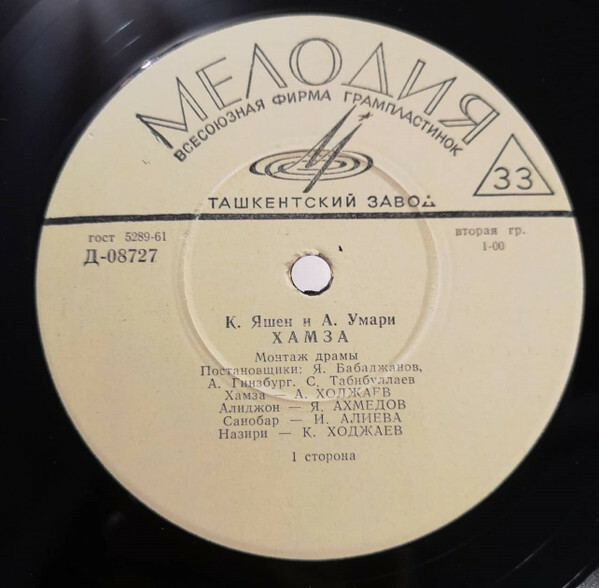 МЕЛОДИЯ
ВСЕСОЮЗНАЯ ФИРМА ГРАМПЛАСТИНОК
33
ТАШКЕНТСКИЙ ЗАВОД
гост 5289-61
Д-08727
вторая гр.
1-00
К. Яшен и А. Умари
ХАМЗА
Монтаж драмы
Постановщики: Я. Бабаджанов,
А. Гинзбург. С. Табибуллаев
Хамза — А. ХОДЖАЕВ
Алиджон — Я. АХМЕДОВ
Санобар — И. АЛИЕВА
Назири — К. ХОДЖАЕВ
1 сторона